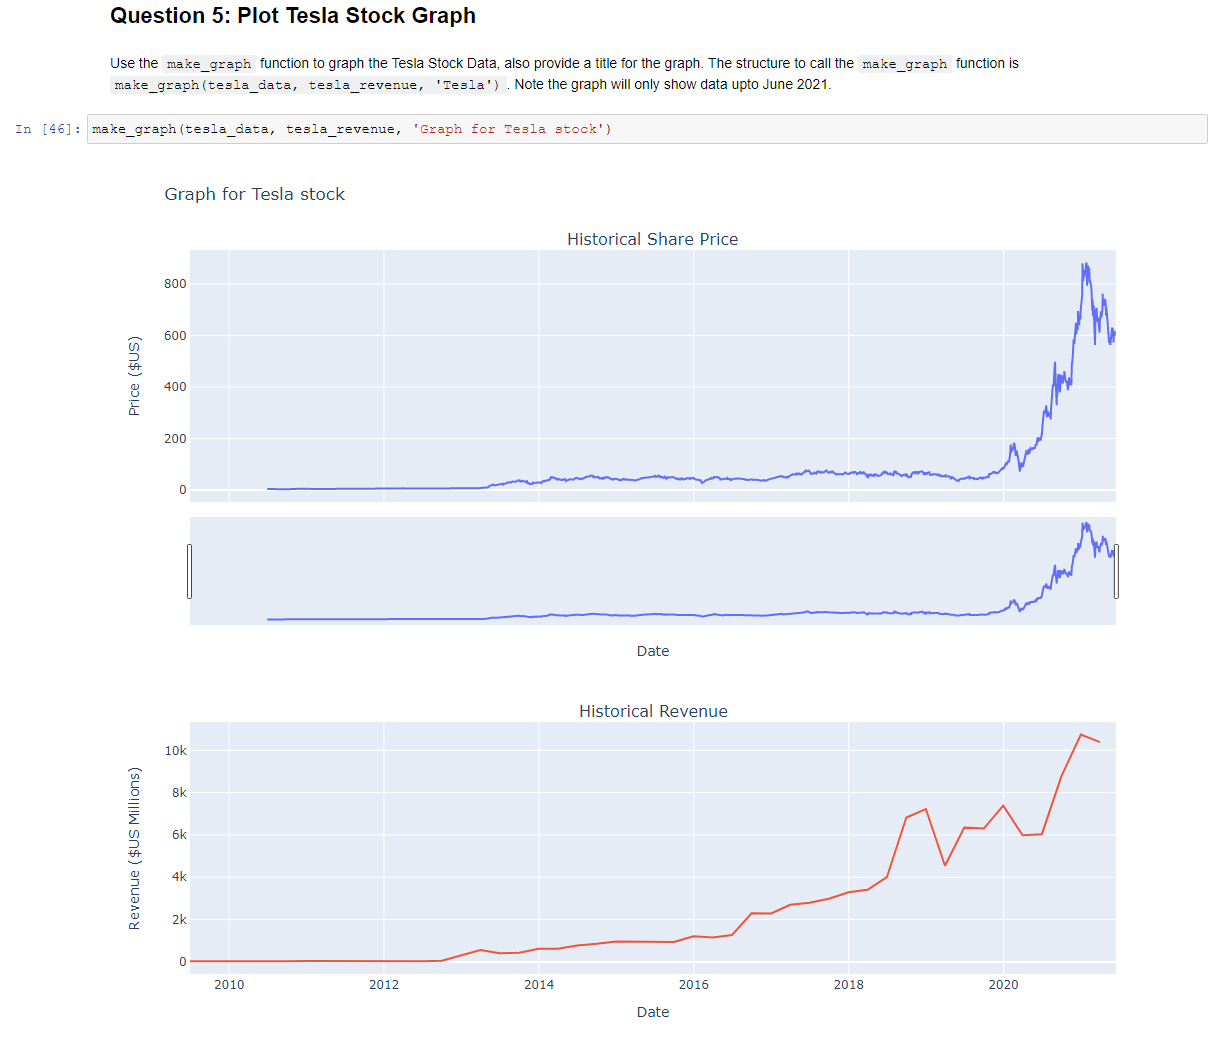 Question 5: Plot Tesla Stock Graph
Use the make_graph function to graph the Tesla Stock Data, also provide a title for the graph. The structure to call the make_graph function is
make_graph(tesla_data, tesla_revenue, 'Tesla') . Note the graph will only show data upto June 2021.
In [46]: make_graph(tesla_data, tesla_revenue, 'Graph for Tesla stock')
Graph for Tesla stock
Historical Share Price
Price ($US)
800
600
400
200
0
Date
Historical Revenue
Revenue ($US Millions)
10k
8k
6k
4k
2k
0
2010 2012 2014 2016 2018 2020
Date